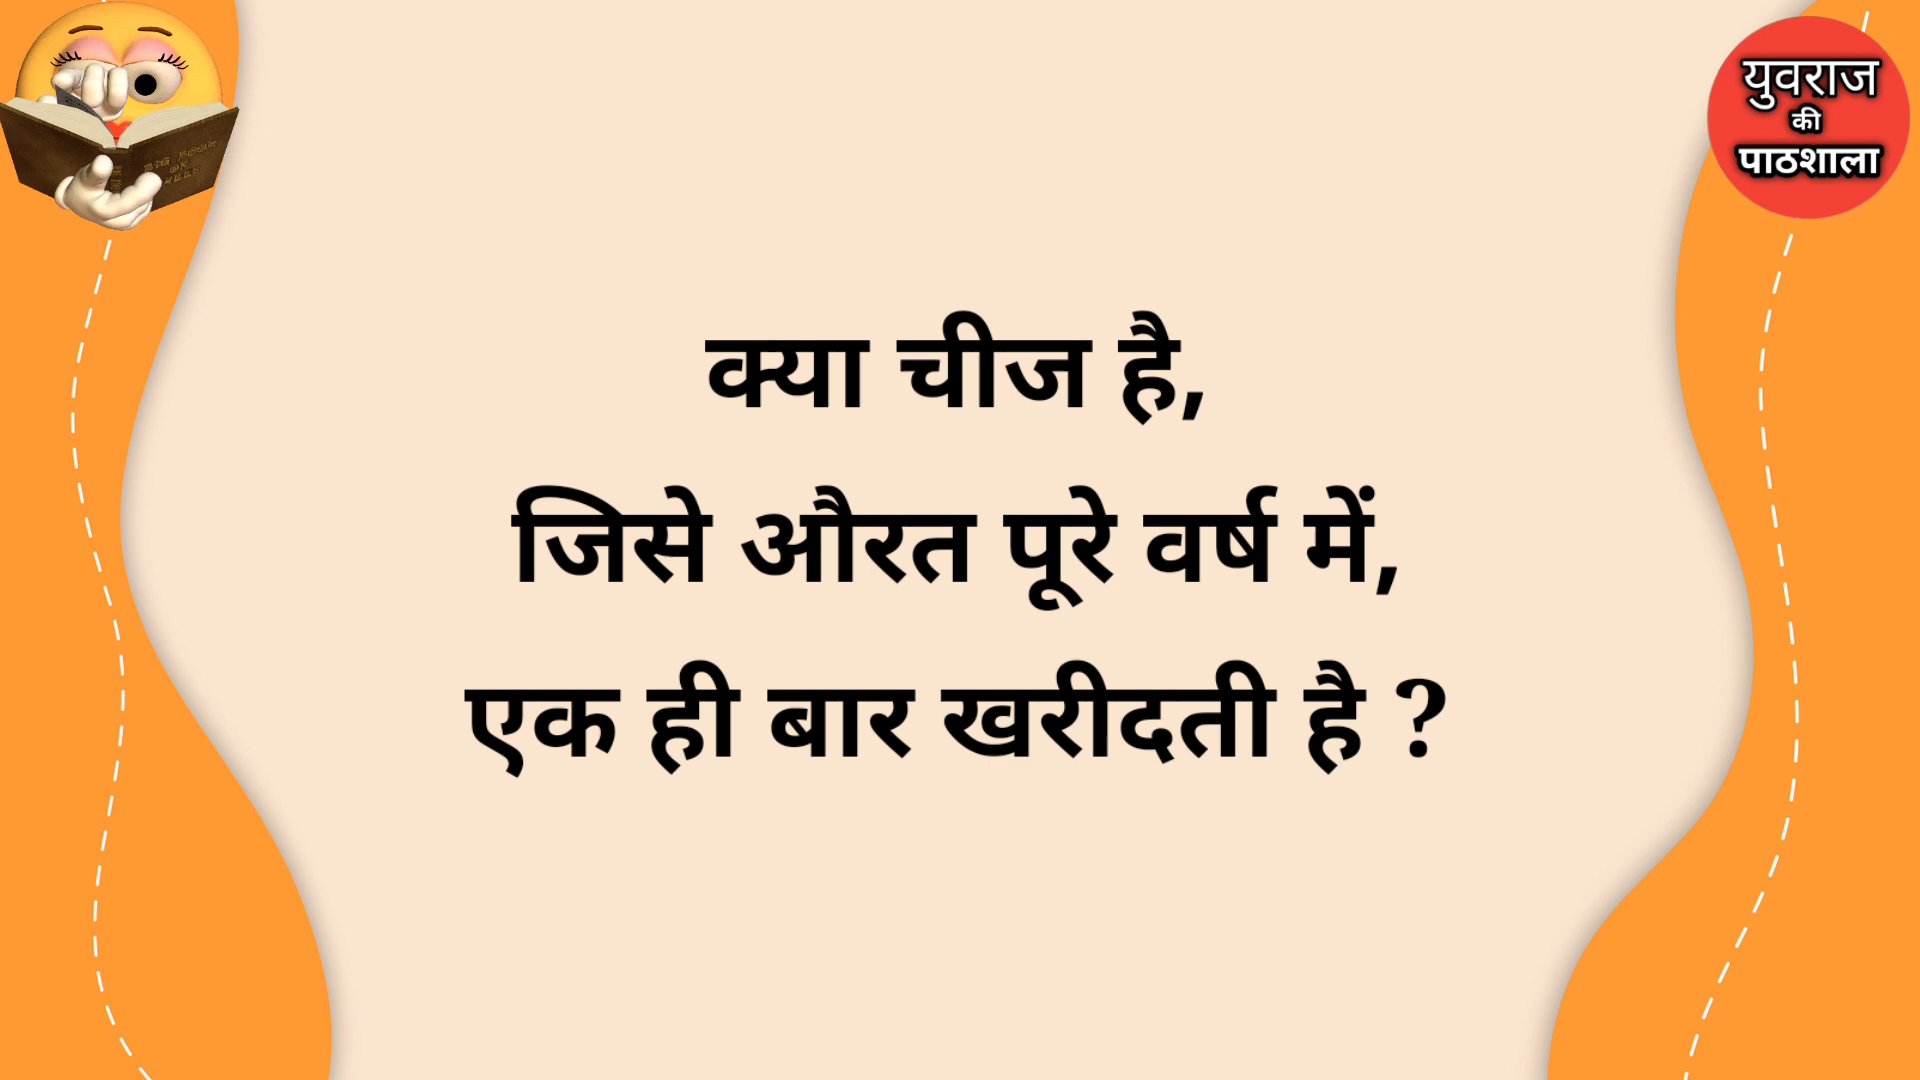 युवराज
की
पाठशाला
क्या चीज है,
जिसे औरत पूरे वर्ष में,
एक ही बार खरीदती है ?